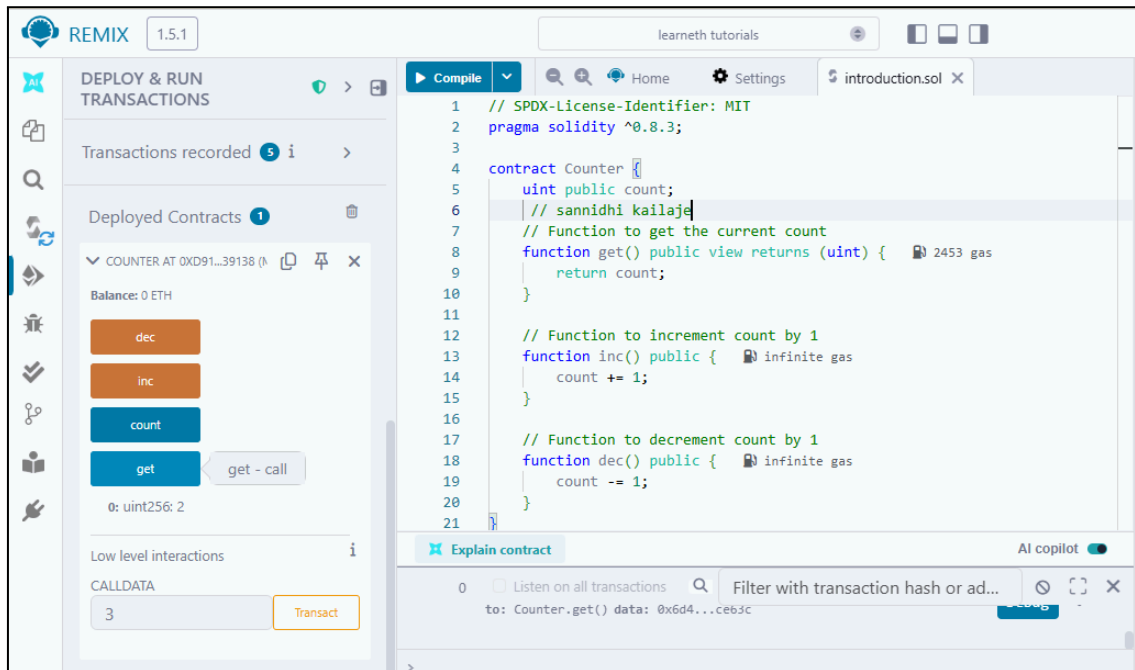 REMIX 1.5.1
learneth tutorials
AI
DEPLOY & RUN
TRANSACTIONS
Transactions recorded 5 i
Deployed Contracts 1
COUNTER AT 0XD91...39138 (M
Balance: 0 ETH
dec
inc
count
get
get - call
0: uint256: 2
Low level interactions i
CALLDATA
3 Transact
Compile Home Settings introduction.sol
1 // SPDX-License-Identifier: MIT
2 pragma solidity ^0.8.3;
3
4 contract Counter {
5 uint public count;
6 // sannidhi kailaje
7 // Function to get the current count
8 function get() public view returns (uint) { 2453 gas
9 return count;
10 }
11
12 // Function to increment count by 1
13 function inc() public { infinite gas
14 count += 1;
15 }
16
17 // Function to decrement count by 1
18 function dec() public { infinite gas
19 count -= 1;
20 }
21 }
Explain contract AI copilot
0 Listen on all transactions Filter with transaction hash or ad...
to: Counter.get() data: 0x6d4...ce63c Debug
>